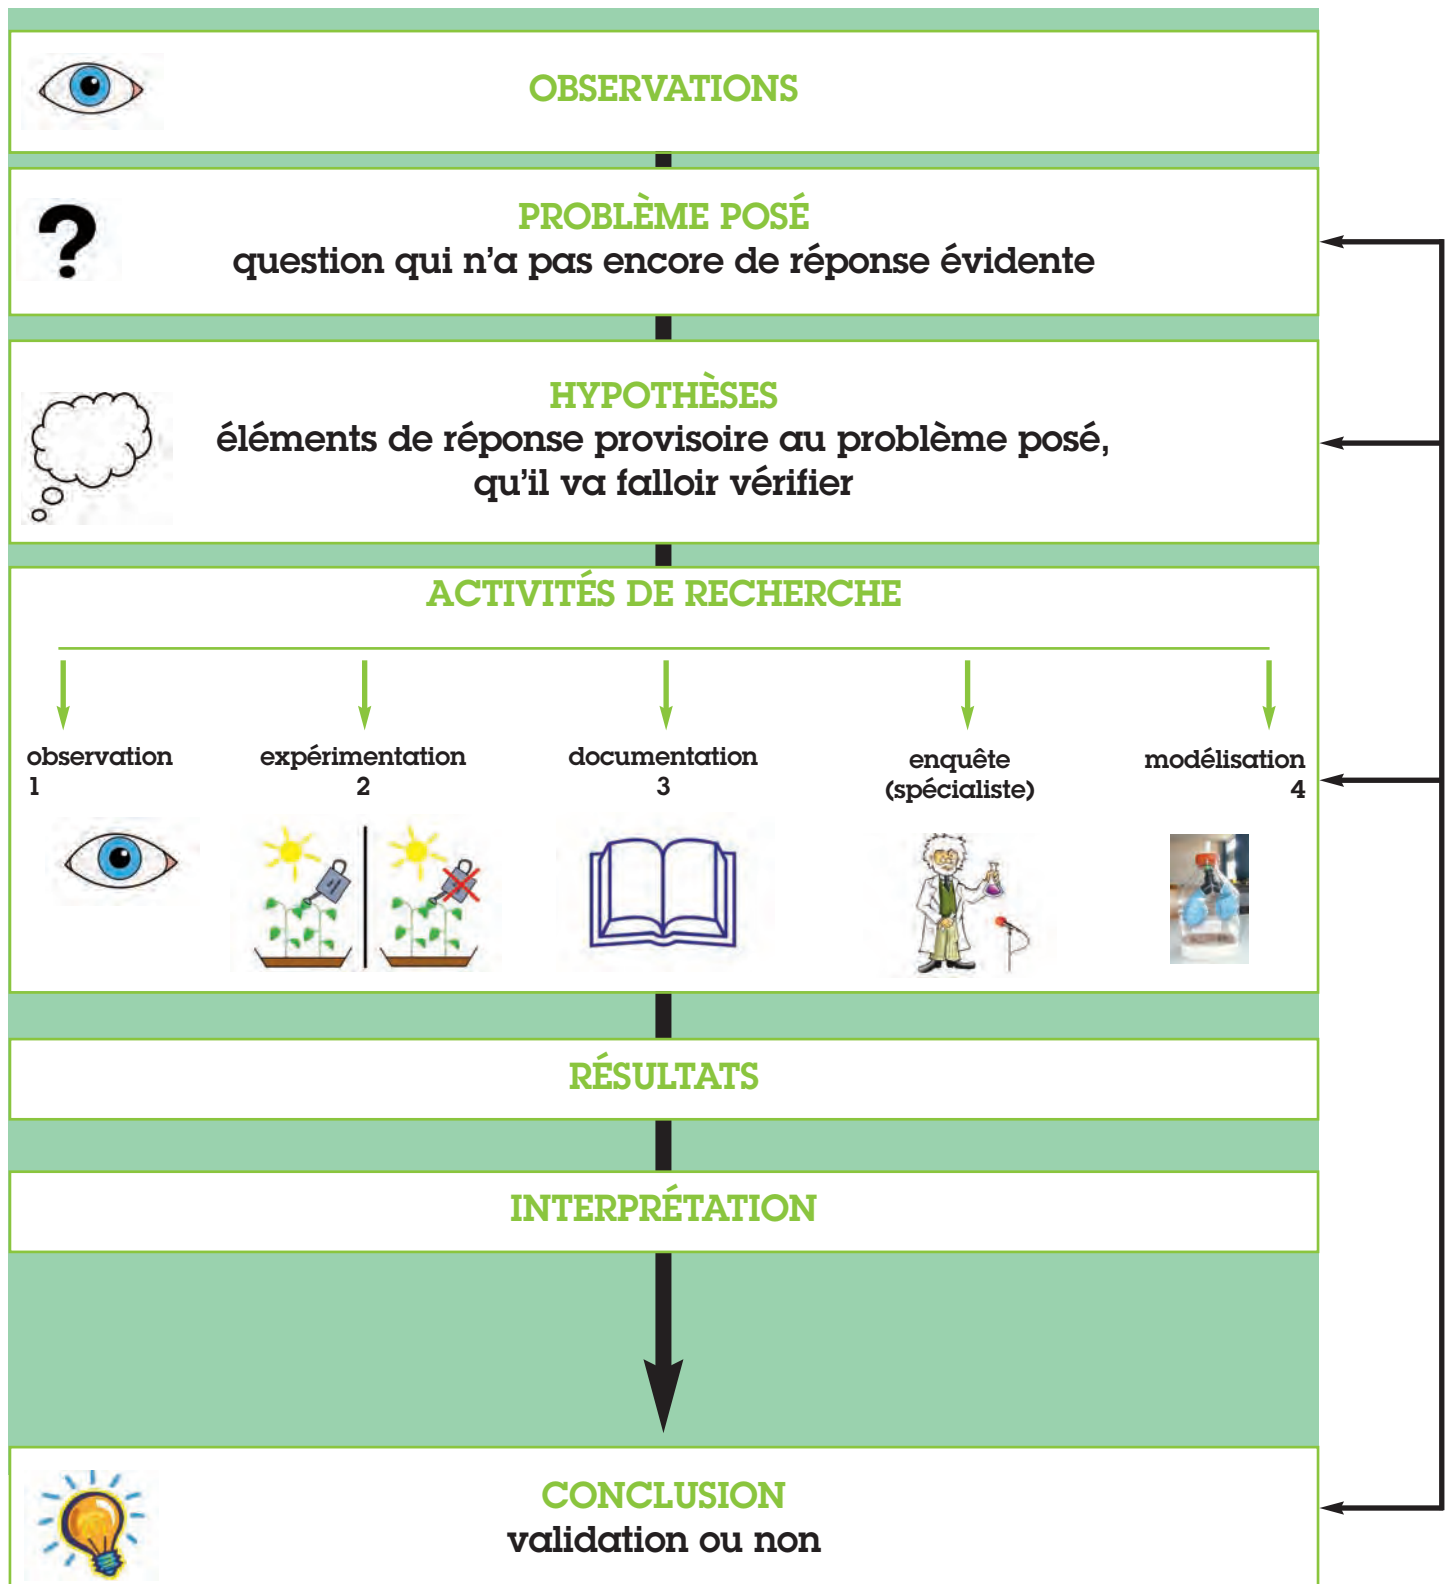 OBSERVATIONS
?
PROBLÈME POSÉ
question qui n'a pas encore de réponse évidente
HYPOTHÈSES
éléments de réponse provisoire au problème posé,
qu'il va falloir vérifier
ACTIVITÉS DE RECHERCHE
observation
1
expérimentation
2
documentation
3
enquête
(spécialiste)
modélisation
4
RÉSULTATS
INTERPRÉTATION
CONCLUSION
validation ou non